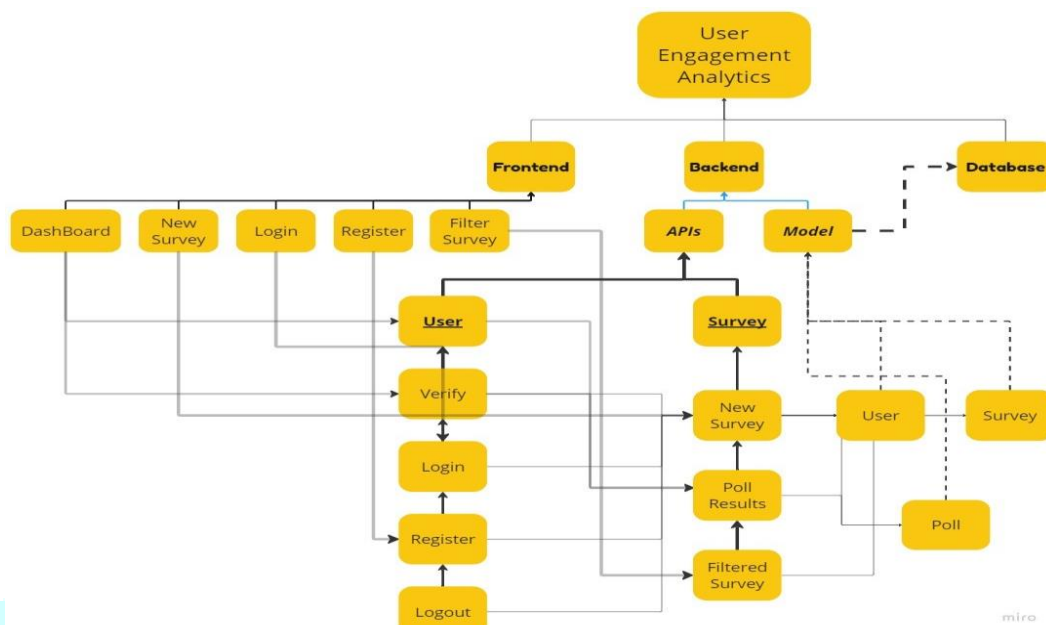 User
Engagement
Analytics
Frontend
Backend
Database
DashBoard
New
Survey
Login
Register
Filter
Survey
APIs
Model
User
Survey
Verify
New
Survey
User
Survey
Login
Poll
Results
Poll
Register
Filtered
Survey
Logout
miro